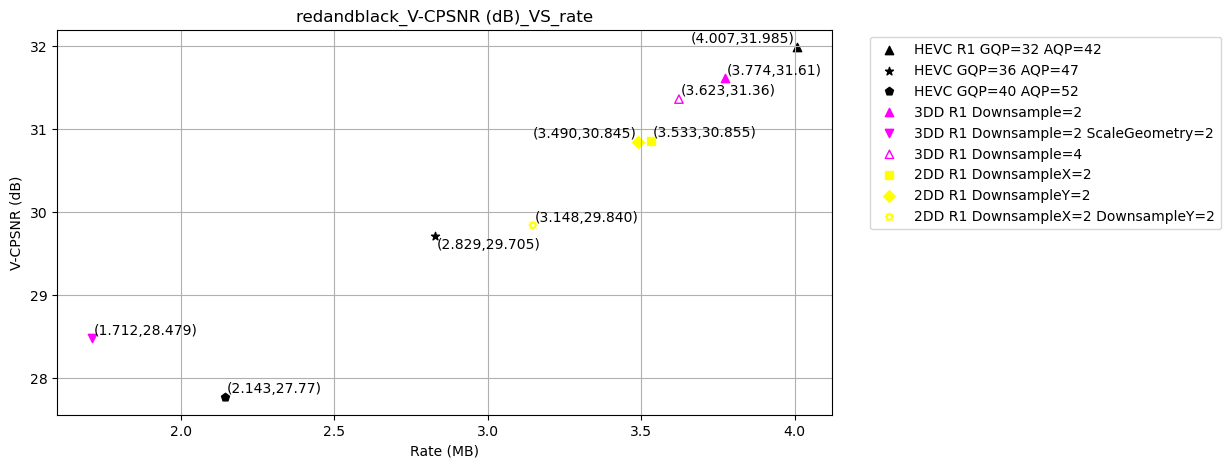 redandblack_V-CPSNR (dB)_VS_rate
V-CPSNR (dB)
32
31
30
29
28
(4.007,31.985)
(3.774,31.61)
(3.623,31.36)
(3.490,30.845)
(3.533,30.855)
(3.148,29.840)
(2.829,29.705)
(1.712,28.479)
(2.143,27.77)
2.0
2.5
3.0
3.5
4.0
Rate (MB)
HEVC R1 GQP=32 AQP=42
HEVC GQP=36 AQP=47
HEVC GQP=40 AQP=52
3DD R1 Downsample=2
3DD R1 Downsample=2 ScaleGeometry=2
3DD R1 Downsample=4
2DD R1 DownsampleX=2
2DD R1 DownsampleY=2
2DD R1 DownsampleX=2 DownsampleY=2